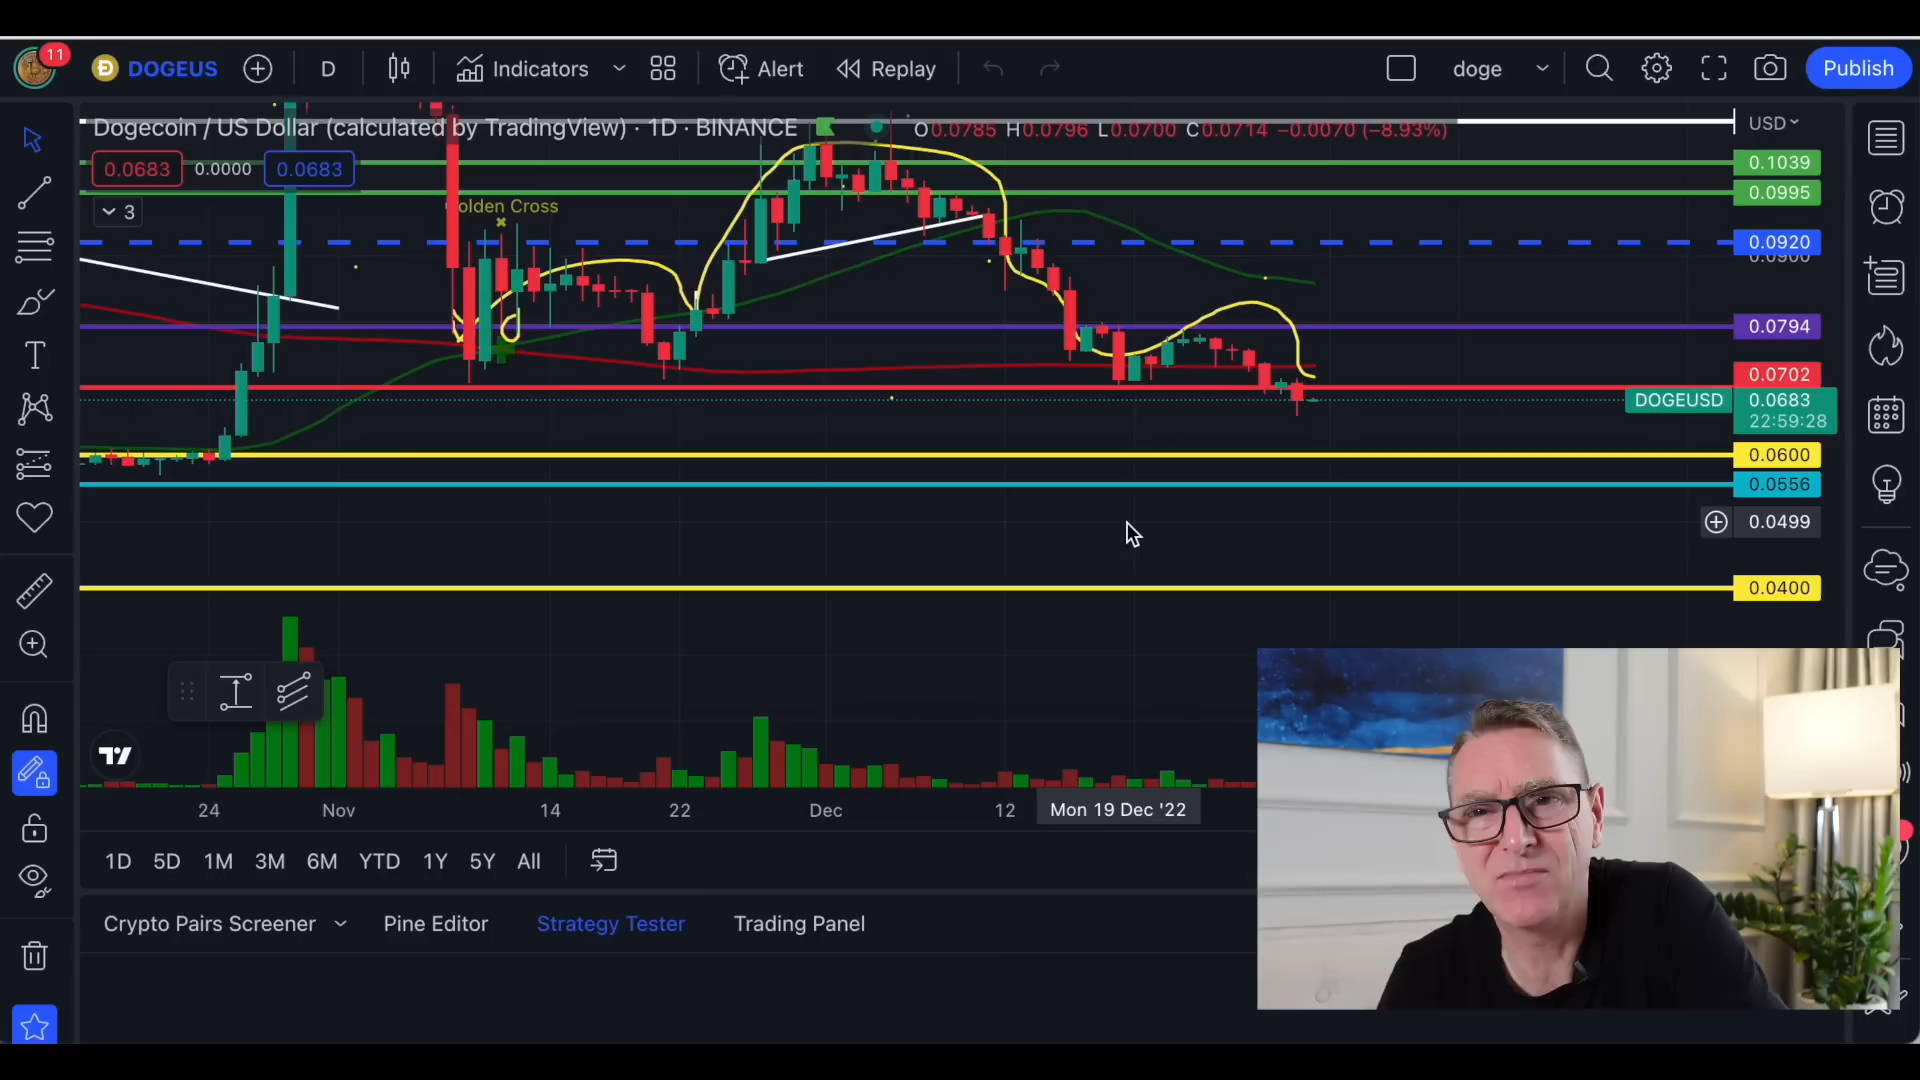 11
DOGEUS
D
Indicators
Alert
Replay
doge
Publish
Dogecoin / US Dollar (calculated by TradingView) · 1D · BINANCE
O0.0785 H0.0796 L0.0700 C0.0714 −0.0070 (−8.93%)
USD
0.0683 0.0000 0.0683
3
olden Cross
0.1039
0.0995
0.0920
0.0900
0.0794
0.0702
DOGEUSD
0.0683
22:59:28
0.0600
0.0556
0.0499
0.0400
24 Nov 14 22 Dec 12 Mon 19 Dec '22
1D 5D 1M 3M 6M YTD 1Y 5Y All
Crypto Pairs Screener Pine Editor Strategy Tester Trading Panel